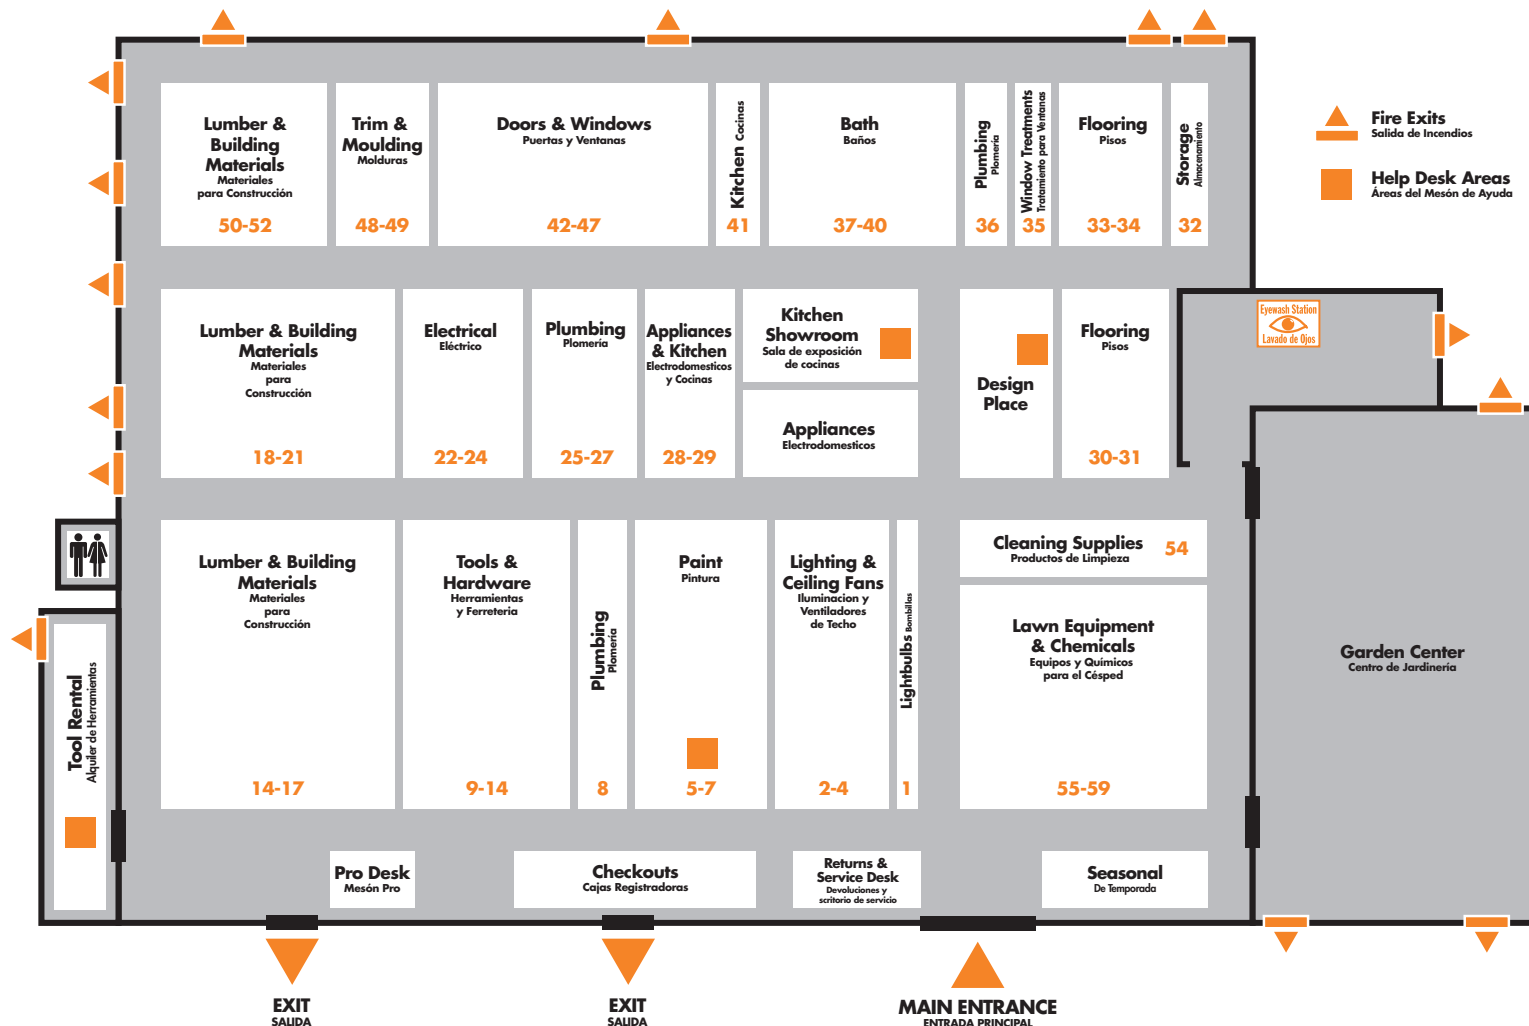 Lumber &
Building
Materials
Materiales
para Construcción
50-52
Trim &
Moulding
Molduras
48-49
Doors & Windows
Puertas y Ventanas
42-47
Kitchen Cocinas
41
Bath
Baños
37-40
Plumbing
Plomería
36
Window Treatments
Tratamiento para Ventanas
35
Flooring
Pisos
33-34
Storage
Almacenamiento
32
Fire Exits
Salida de Incendios
Help Desk Areas
Áreas del Mesón de Ayuda
Lumber & Building
Materials
Materiales
para
Construcción
18-21
Electrical
Eléctrico
22-24
Plumbing
Plomería
25-27
Appliances
& Kitchen
Electrodomesticos
y Cocinas
28-29
Kitchen
Showroom
Sala de exposición
de cocinas
Appliances
Electrodomesticos
Design
Place
Flooring
Pisos
30-31
Eyewash Station
Lavado de Ojos
Lumber & Building
Materials
Materiales
para
Construcción
14-17
Tools &
Hardware
Herramientas
y Ferreteria
9-14
Plumbing
Plomería
8
Paint
Pintura
5-7
Lighting &
Ceiling Fans
Iluminacion y
Ventiladores
de Techo
2-4
Lightbulbs Bombillas
1
Cleaning Supplies
Productos de Limpieza
54
Lawn Equipment
& Chemicals
Equipos y Químicos
para el Césped
55-59
Garden Center
Centro de Jardinería
Tool Rental
Alquiler de Herramientas
Pro Desk
Mesón Pro
Checkouts
Cajas Registradoras
Returns &
Service Desk
Devoluciones y
scritorio de servicio
Seasonal
De Temporada
EXIT
SALIDA
EXIT
SALIDA
MAIN ENTRANCE
ENTRADA PRINCIPAL